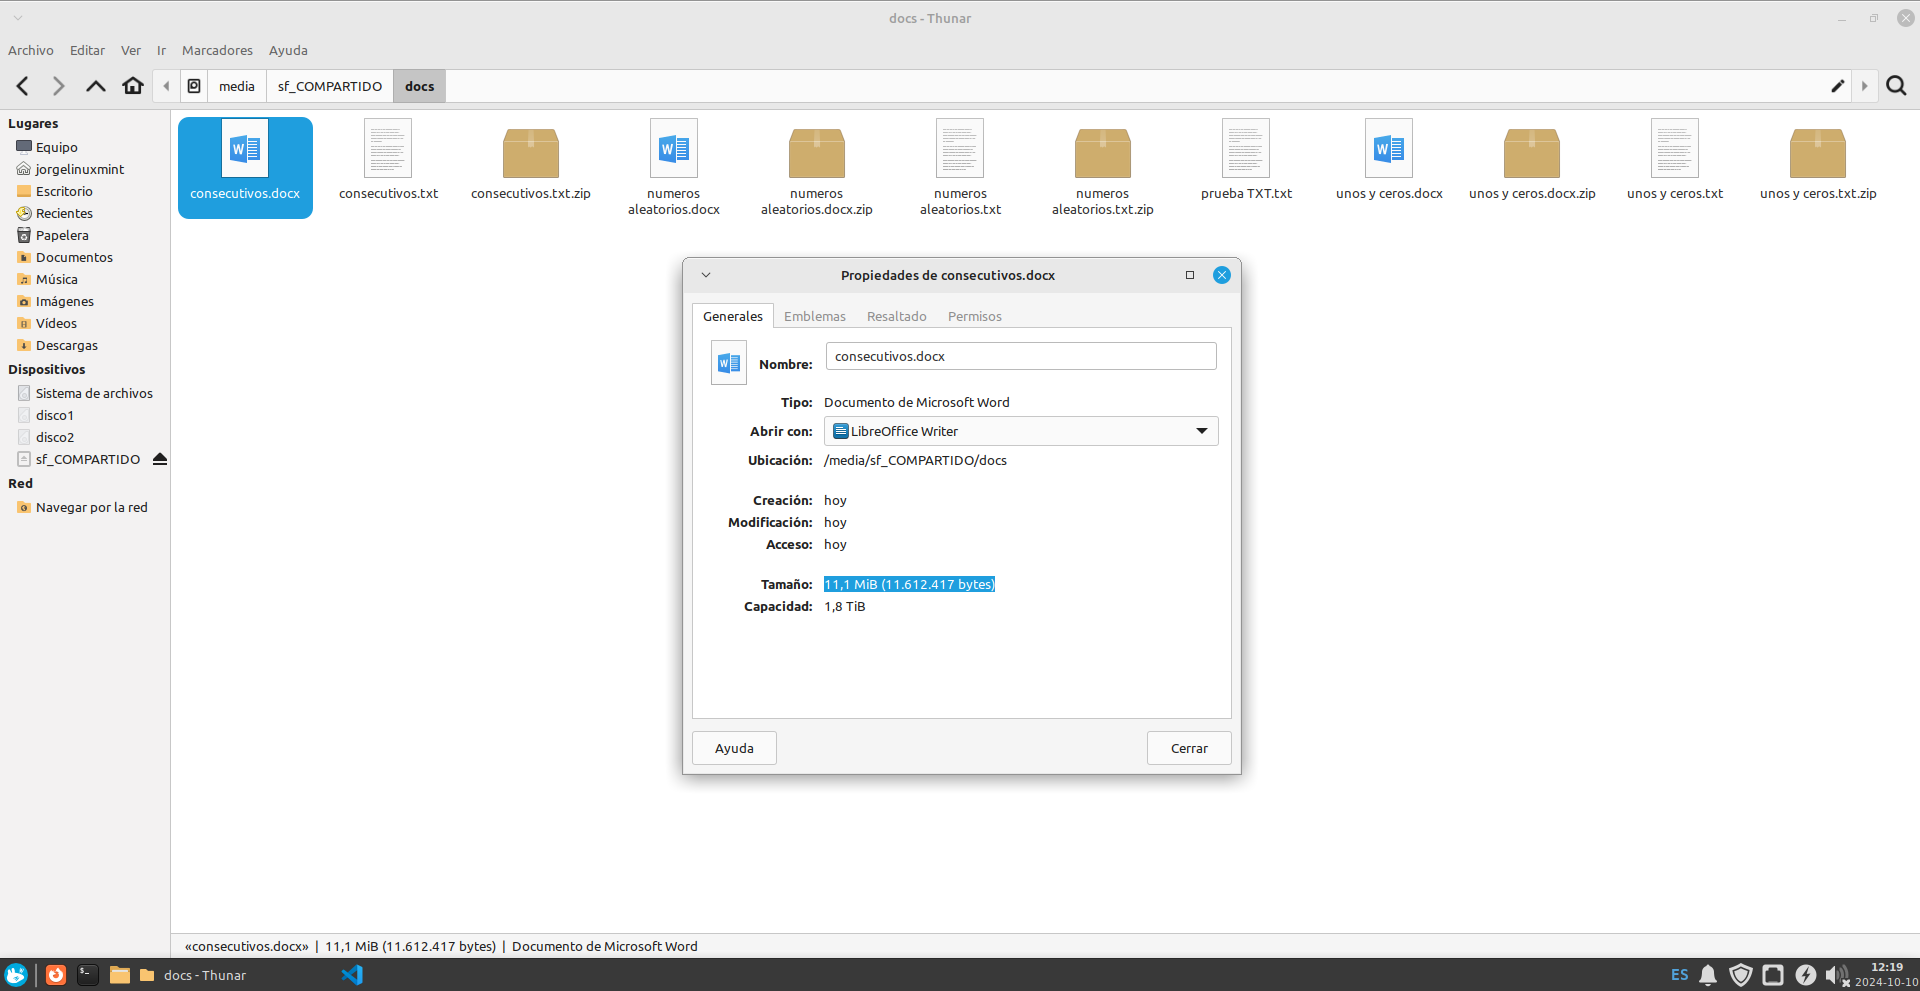 docs - Thunar
Archivo Editar Ver Ir Marcadores Ayuda
media sf_COMPARTIDO docs
Lugares
Equipo
jorgelinuxmint
Escritorio
Recientes
Papelera
Documentos
Música
Imágenes
Vídeos
Descargas
Dispositivos
Sistema de archivos
disco1
disco2
sf_COMPARTIDO
Red
Navegar por la red
consecutivos.docx
consecutivos.txt
consecutivos.txt.zip
numeros
aleatorios.docx
numeros
aleatorios.docx.zip
numeros
aleatorios.txt
numeros
aleatorios.txt.zip
prueba TXT.txt
unos y ceros.docx
unos y ceros.docx.zip
unos y ceros.txt
unos y ceros.txt.zip
Propiedades de consecutivos.docx
Generales Emblemas Resaltado Permisos
Nombre: consecutivos.docx
Tipo: Documento de Microsoft Word
Abrir con: LibreOffice Writer
Ubicación: /media/sf_COMPARTIDO/docs
Creación: hoy
Modificación: hoy
Acceso: hoy
Tamaño: 11,1 MiB (11.612.417 bytes)
Capacidad: 1,8 TiB
Ayuda Cerrar
«consecutivos.docx» | 11,1 MiB (11.612.417 bytes) | Documento de Microsoft Word
docs - Thunar
ES
12:19
2024-10-10